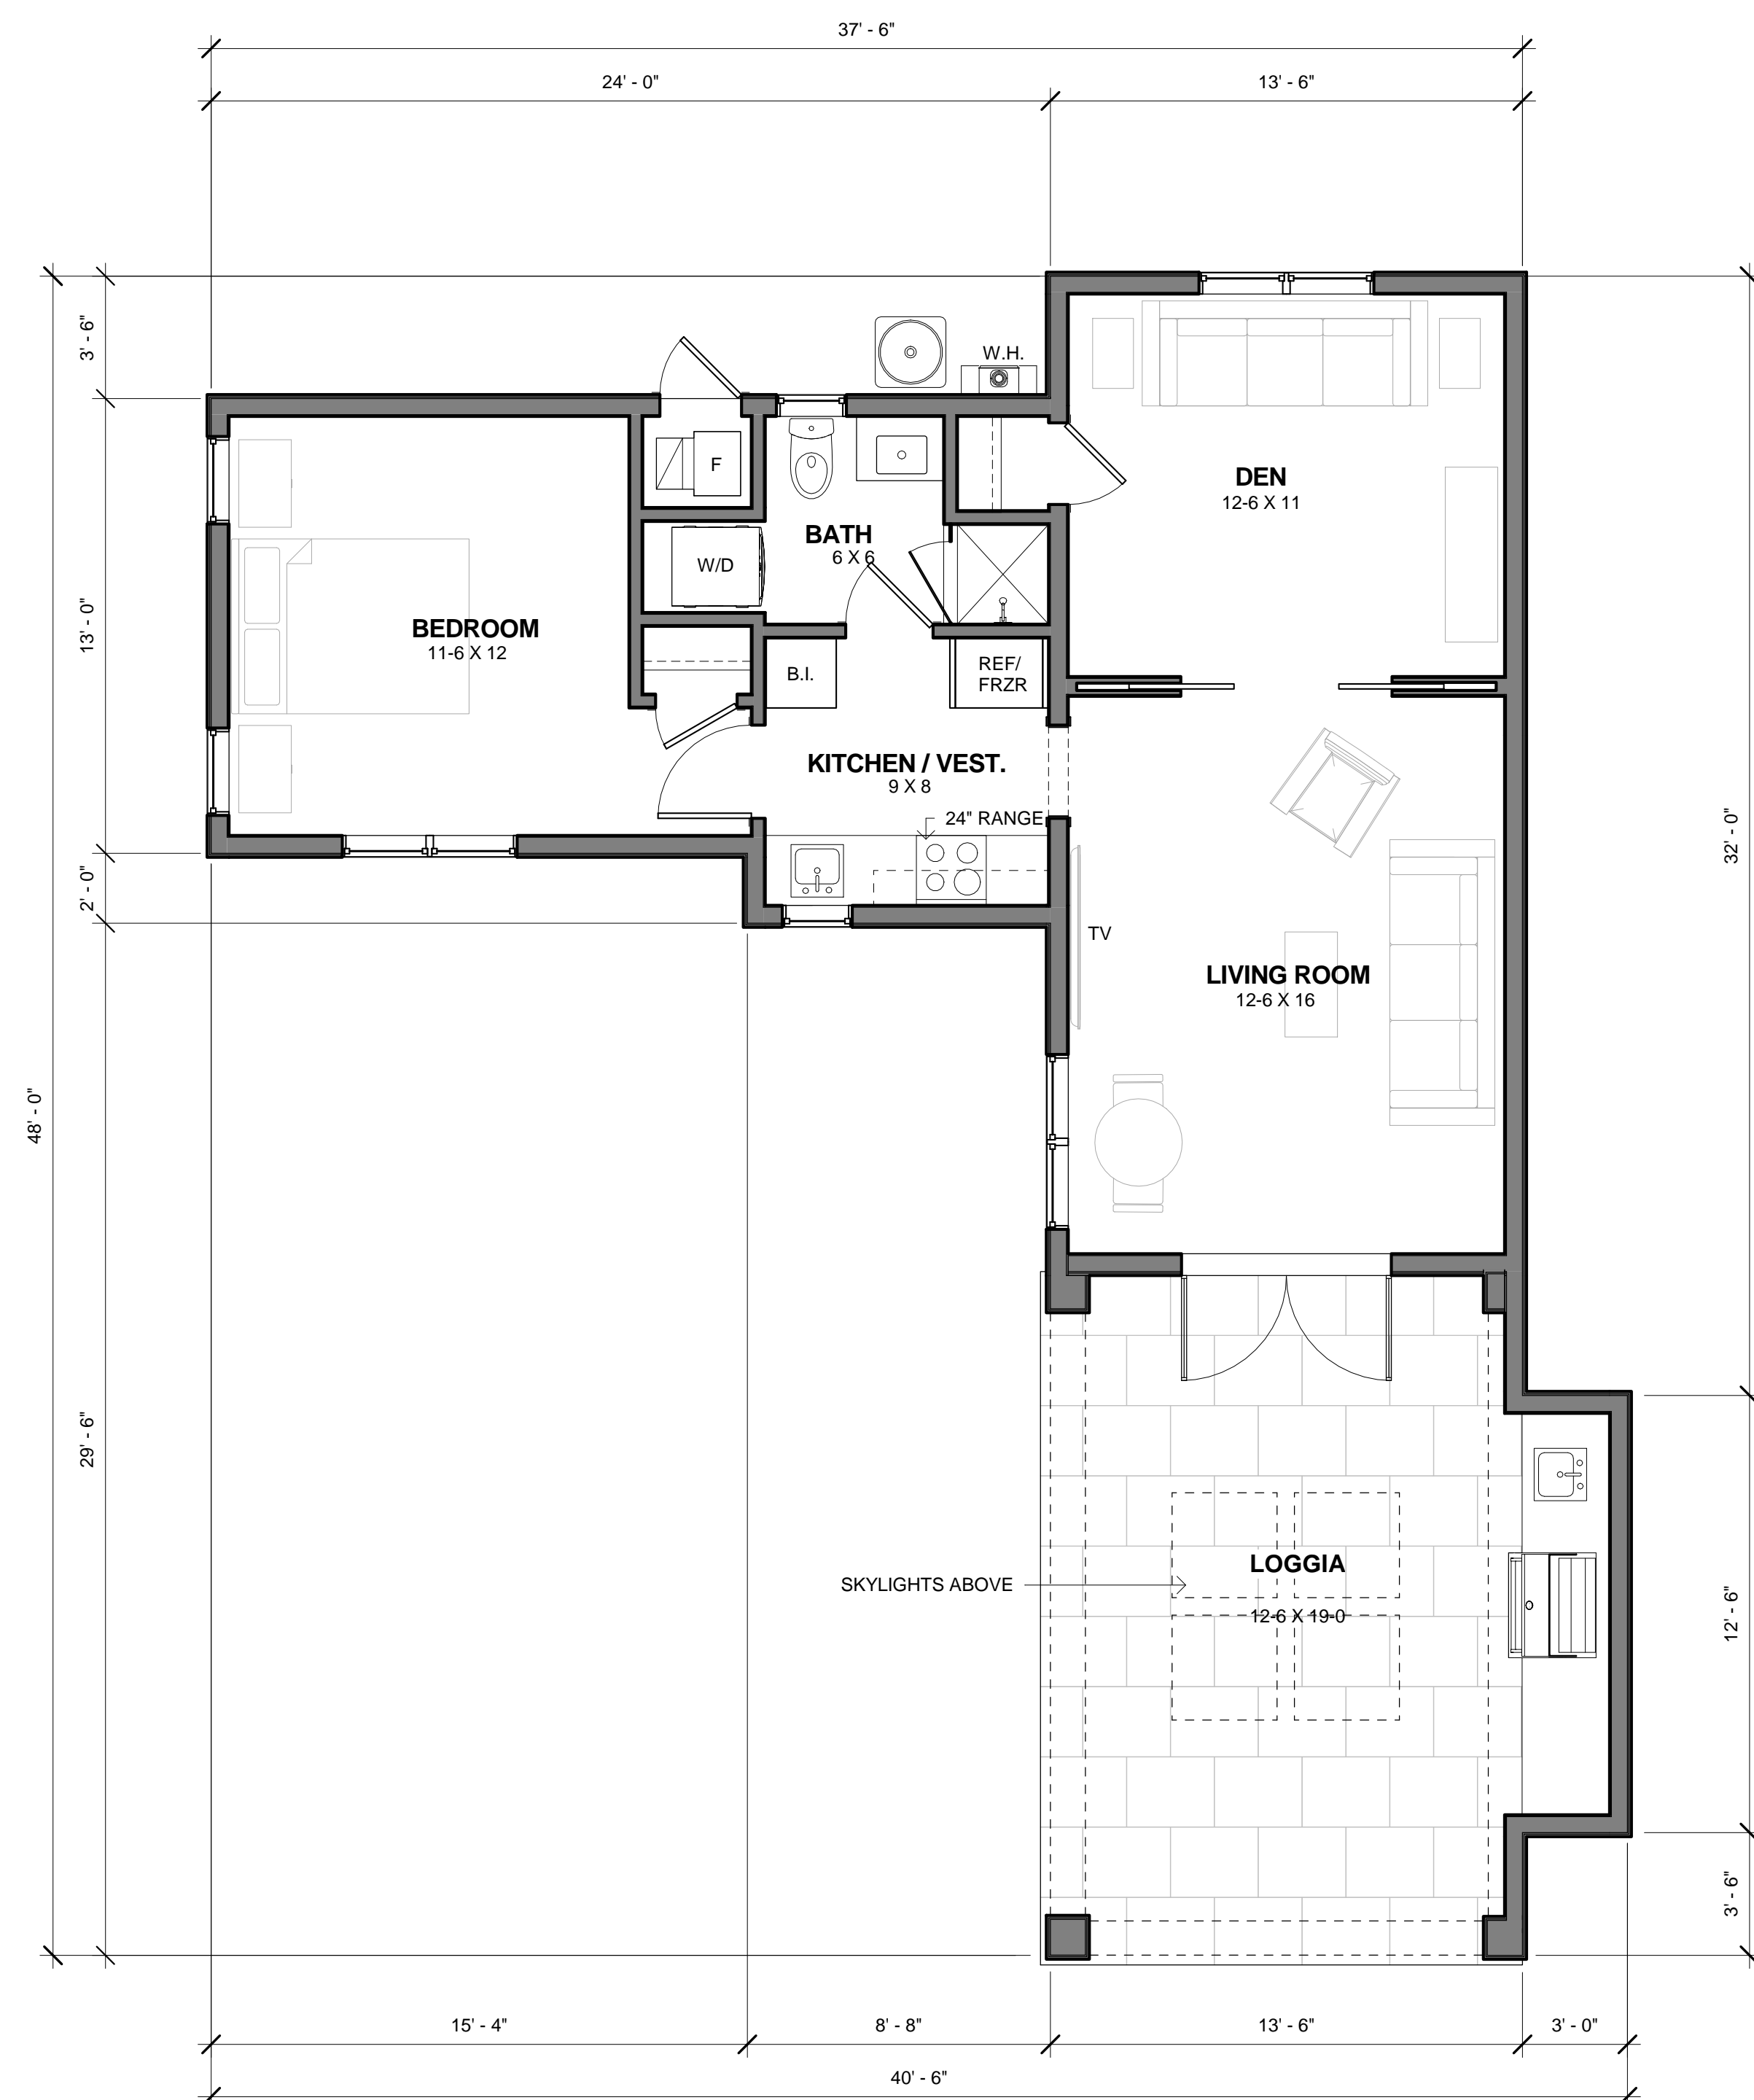 37' - 6"
24' - 0"
13' - 6"
3' - 6"
13' - 0"
2' - 0"
29' - 6"
48' - 0"
32' - 0"
12' - 6"
3' - 6"
W.H.
F
BATH
6 X 6
W/D
DEN
12-6 X 11
BEDROOM
11-6 X 12
B.I.
REF/
FRZR
KITCHEN / VEST.
9 X 8
24" RANGE
TV
LIVING ROOM
12-6 X 16
LOGGIA
12-6 X 19-0
SKYLIGHTS ABOVE
15' - 4"
8' - 8"
13' - 6"
3' - 0"
40' - 6"